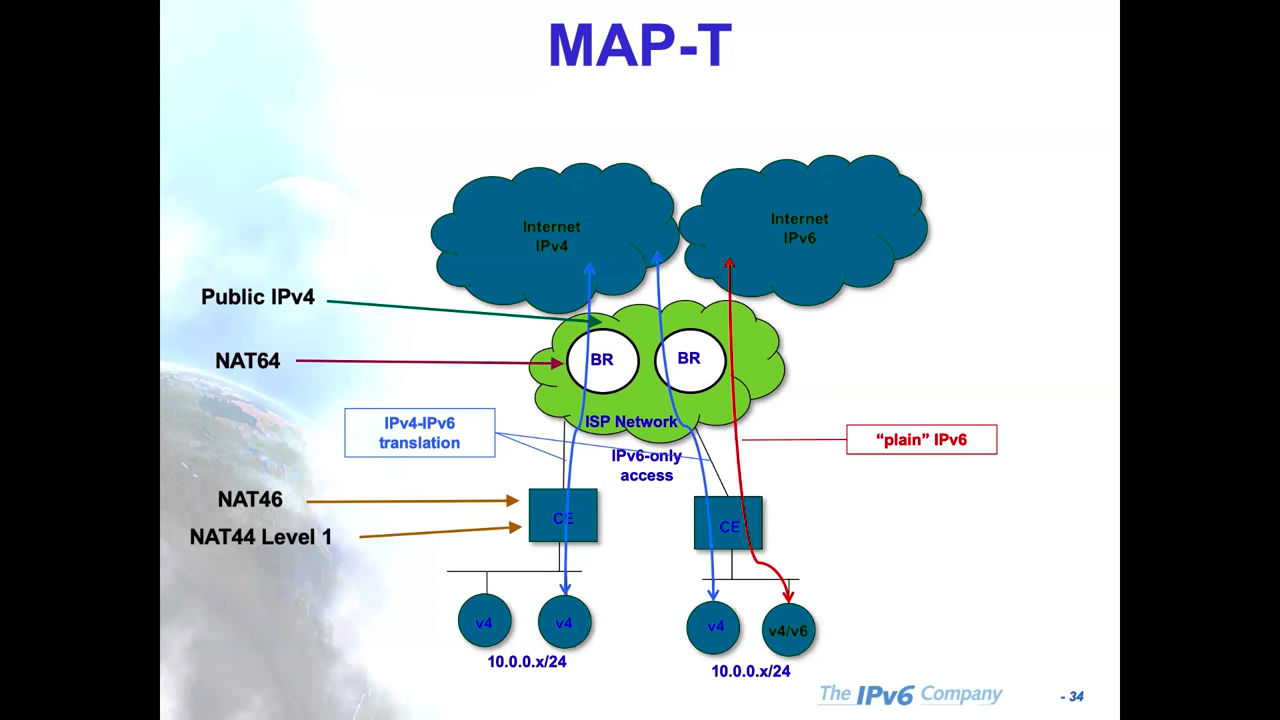 MAP-T
Internet
IPv4
Internet
IPv6
Public IPv4
NAT64
BR
BR
ISP Network
IPv4-IPv6
translation
IPv6-only
access
“plain” IPv6
NAT46
NAT44 Level 1
CE
CE
v4
v4
v4
v4/v6
10.0.0.x/24
10.0.0.x/24
The IPv6 Company
- 34